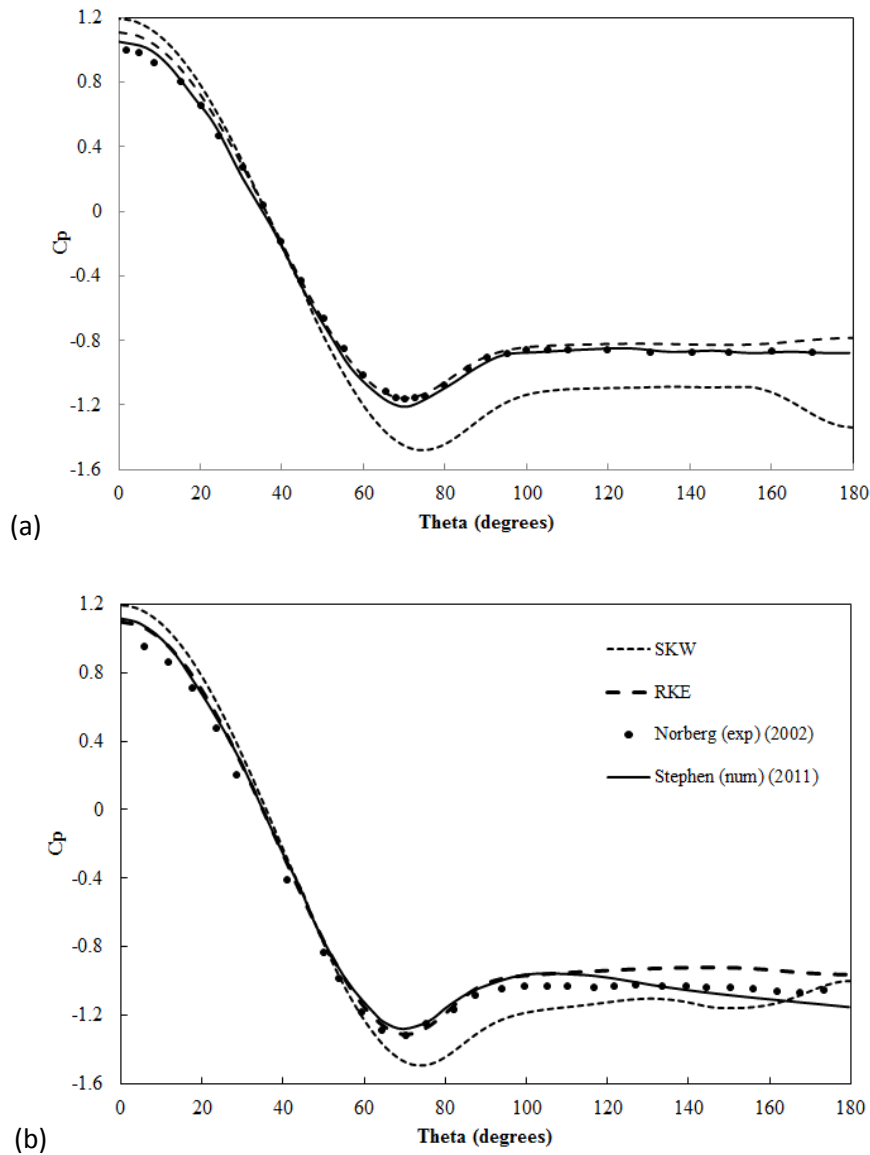 1.2
0.8
0.4
0
-0.4
-0.8
-1.2
-1.6
Cp
0 20 40 60 80 100 120 140 160 180
Theta (degrees)
(a)
1.2
0.8
0.4
0
-0.4
-0.8
-1.2
-1.6
Cp
SKW
RKE
Norberg (exp) (2002)
Stephen (num) (2011)
0 20 40 60 80 100 120 140 160 180
Theta (degrees)
(b)